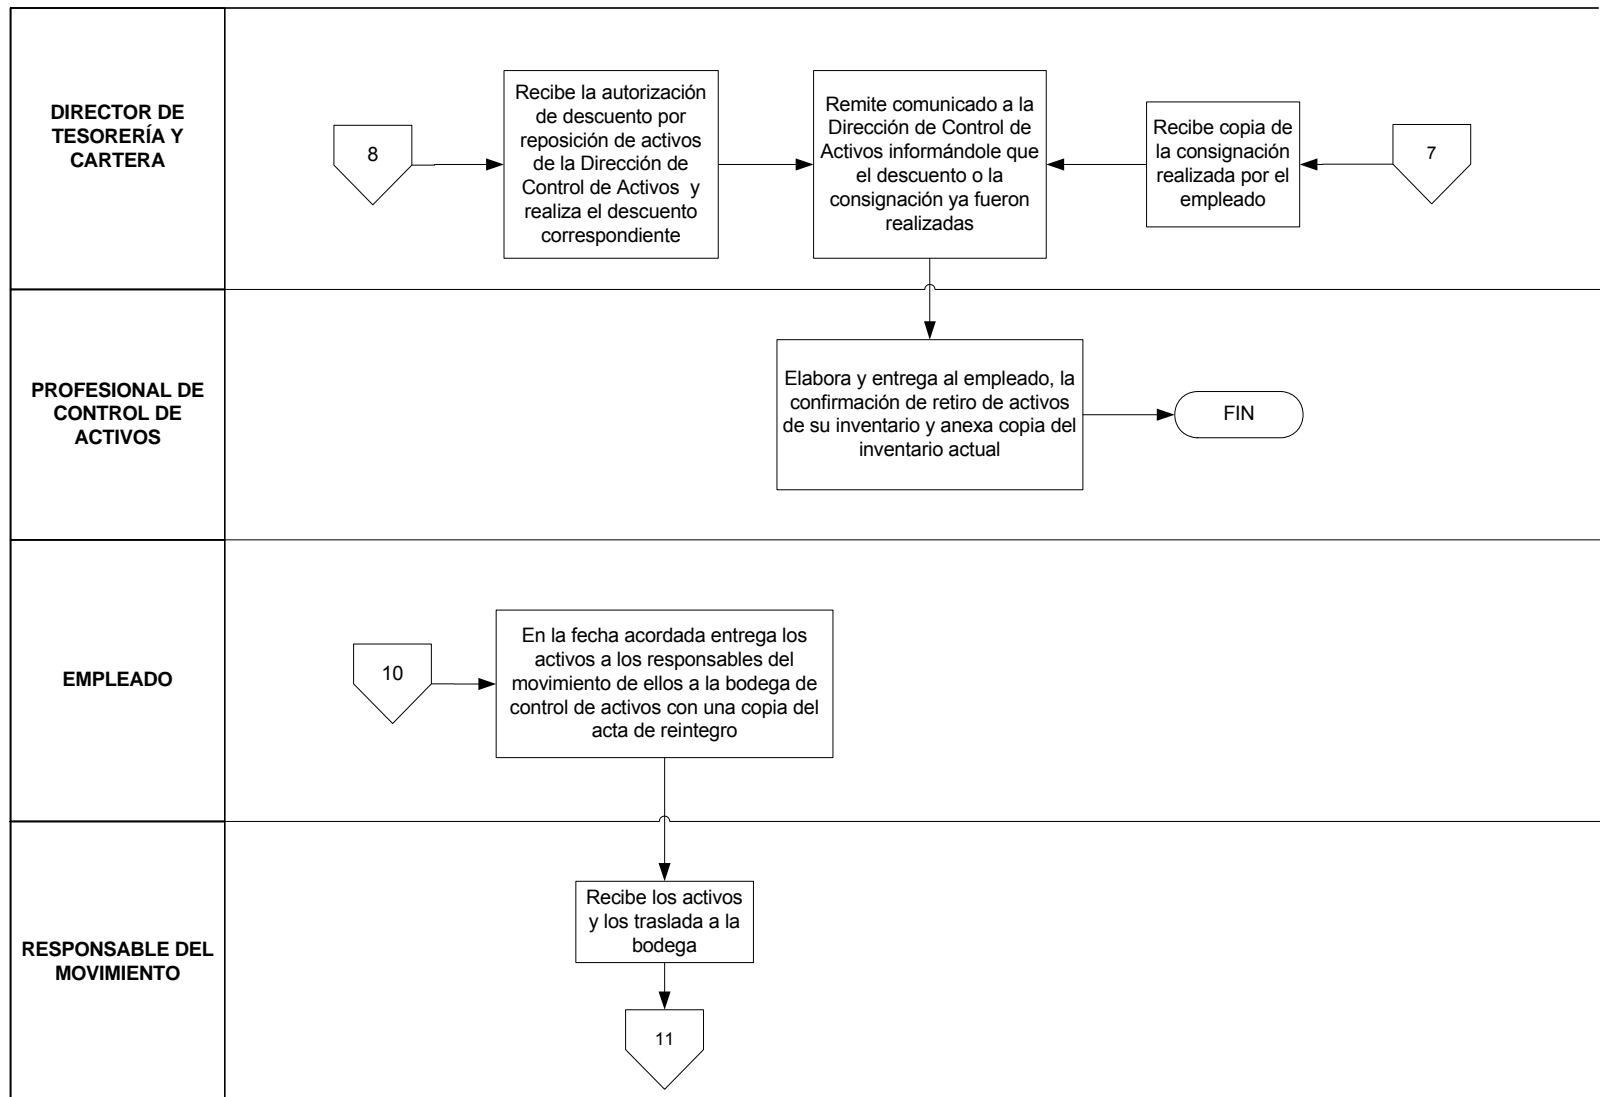 DIRECTOR DE
TESORERÍA Y
CARTERA
8
Recibe la autorización
de descuento por
reposición de activos
de la Dirección de
Control de Activos y
realiza el descuento
correspondiente
Remite comunicado a la
Dirección de Control de
Activos informándole que
el descuento o la
consignación ya fueron
realizadas
Recibe copia de
la consignación
realizada por el
empleado
7
PROFESIONAL DE
CONTROL DE
ACTIVOS
Elabora y entrega al empleado, la
confirmación de retiro de activos
de su inventario y anexa copia del
inventario actual
FIN
EMPLEADO
10
En la fecha acordada entrega los
activos a los responsables del
movimiento de ellos a la bodega de
control de activos con una copia del
acta de reintegro
RESPONSABLE DEL
MOVIMIENTO
Recibe los activos
y los traslada a la
bodega
11